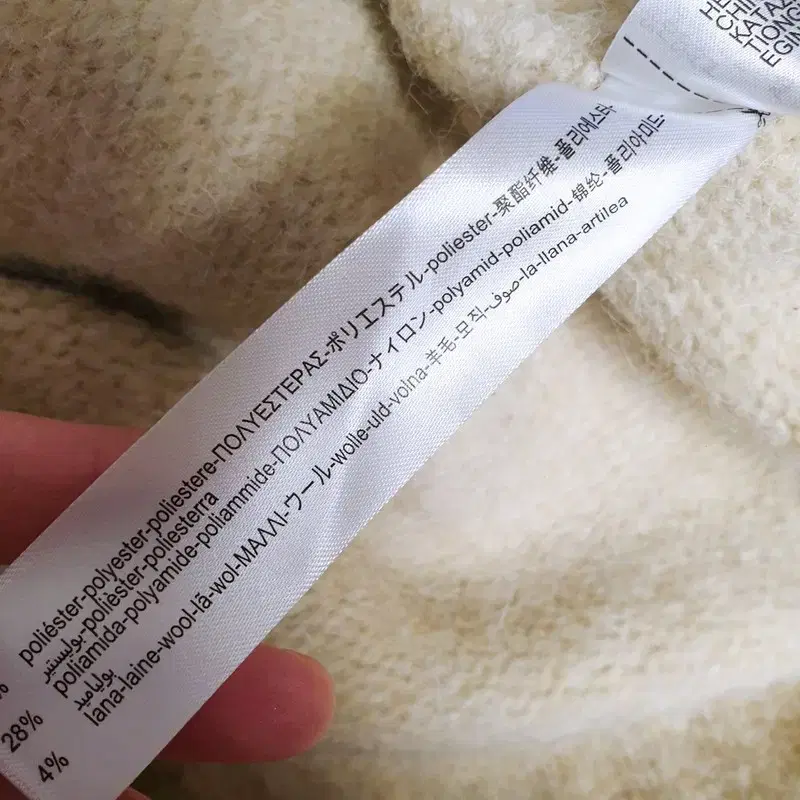 %
poliéster-polyester-poliestere-ΠΟΛΥΕΣΤΕΡΑΣ-ポリエステル-poliester-聚酯纤维-폴리에스터-
بوليستير-polièster-poliesterra
28% poliamida-polyamide-poliammide-ΠΟΛΥΑΜΙΔΙΟ-ナイロン-polyamid-poliamid-锦纶-폴리아미드-
بولياميد
4% lana-laine-wool-lã-wol-ΜΑΛΛΙ-ウール-wolle-uld-volna-羊毛-모직-صوف-la-llana-artilea
HE
CHI
KATA
TIONG
EGIN